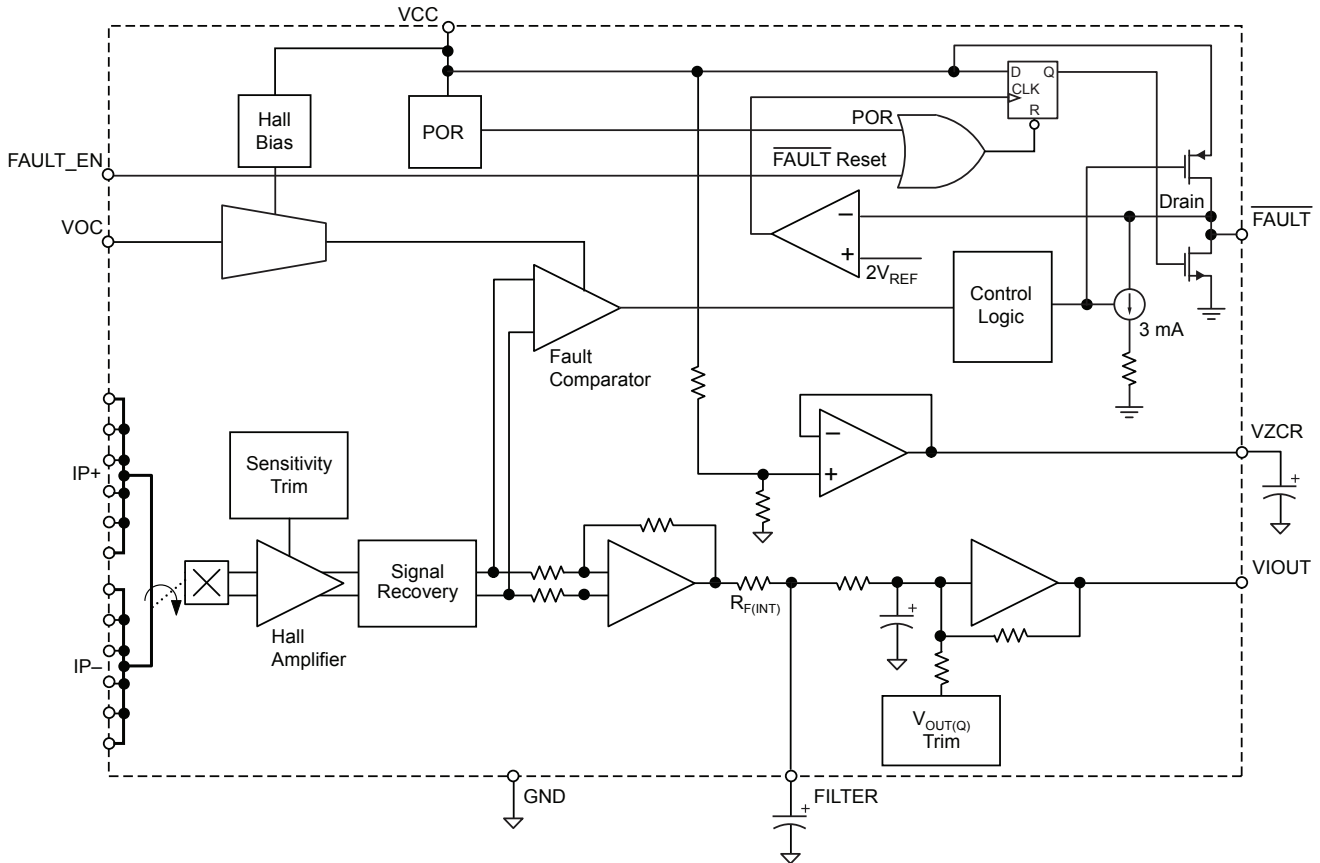 VCC
D
Q
CLK
R
Hall
Bias
POR
POR
FAULT_EN
FAULT Reset
VOC
Drain
FAULT
–
+
2VREF
Control
Logic
3 mA
Fault
Comparator
VZCR
–
+
+
IP+
Sensitivity
Trim
Signal
Recovery
RF(INT)
VIOUT
+
Hall
Amplifier
IP–
VOUT(Q)
Trim
GND
FILTER
+